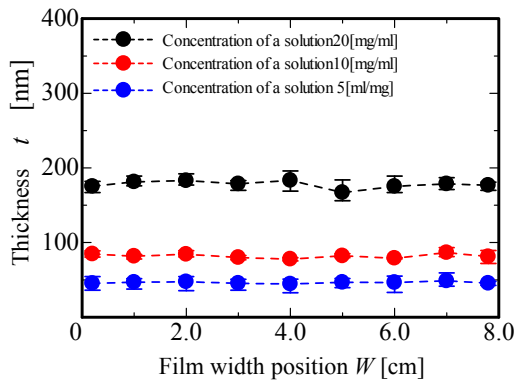 400
300
200
100
0
Thickness t [nm]
Concentration of a solution20[mg/ml]
Concentration of a solution10[mg/ml]
Concentration of a solution 5[ml/mg]
0 2.0 4.0 6.0 8.0
Film width position W [cm]